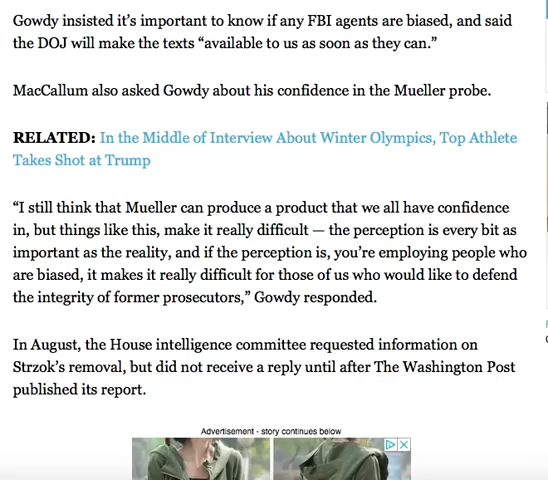 Gowdy insisted it’s important to know if any FBI agents are biased, and said
the DOJ will make the texts “available to us as soon as they can.”
MacCallum also asked Gowdy about his confidence in the Mueller probe.
RELATED: In the Middle of Interview About Winter Olympics, Top Athlete
Takes Shot at Trump
“I still think that Mueller can produce a product that we all have confidence
in, but things like this, make it really difficult — the perception is every bit as
important as the reality, and if the perception is, you’re employing people who
are biased, it makes it really difficult for those of us who would like to defend
the integrity of former prosecutors,” Gowdy responded.
In August, the House intelligence committee requested information on
Strzok’s removal, but did not receive a reply until after The Washington Post
published its report.
Advertisement - story continues below